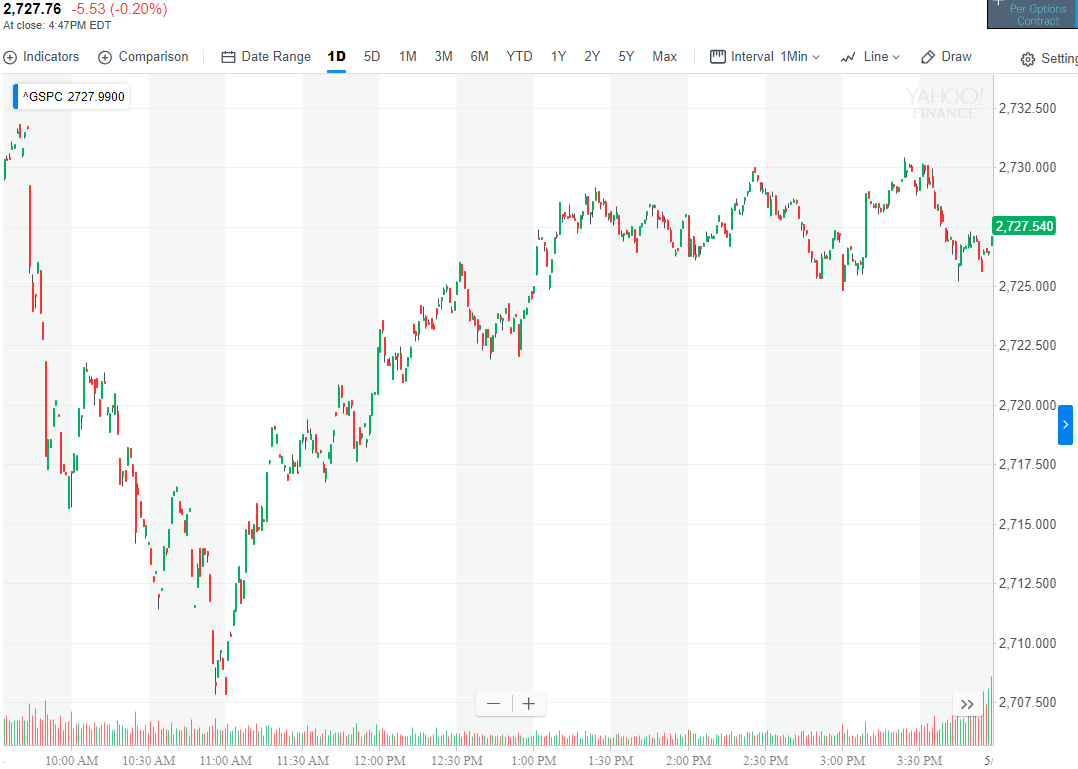 2,727.76 -5.53 (-0.20%)
At close: 4:47PM EDT
Per Options
Contract
Indicators Comparison Date Range 1D 5D 1M 3M 6M YTD 1Y 2Y 5Y Max Interval 1Min Line Draw Setting
^GSPC 2727.9900
YAHOO!
FINANCE
2,732.500
2,730.000
2,727.540
2,725.000
2,722.500
2,720.000
2,717.500
2,715.000
2,712.500
2,710.000
2,707.500
10:00 AM 10:30 AM 11:00 AM 11:30 AM 12:00 PM 12:30 PM 1:00 PM 1:30 PM 2:00 PM 2:30 PM 3:00 PM 3:30 PM 5/